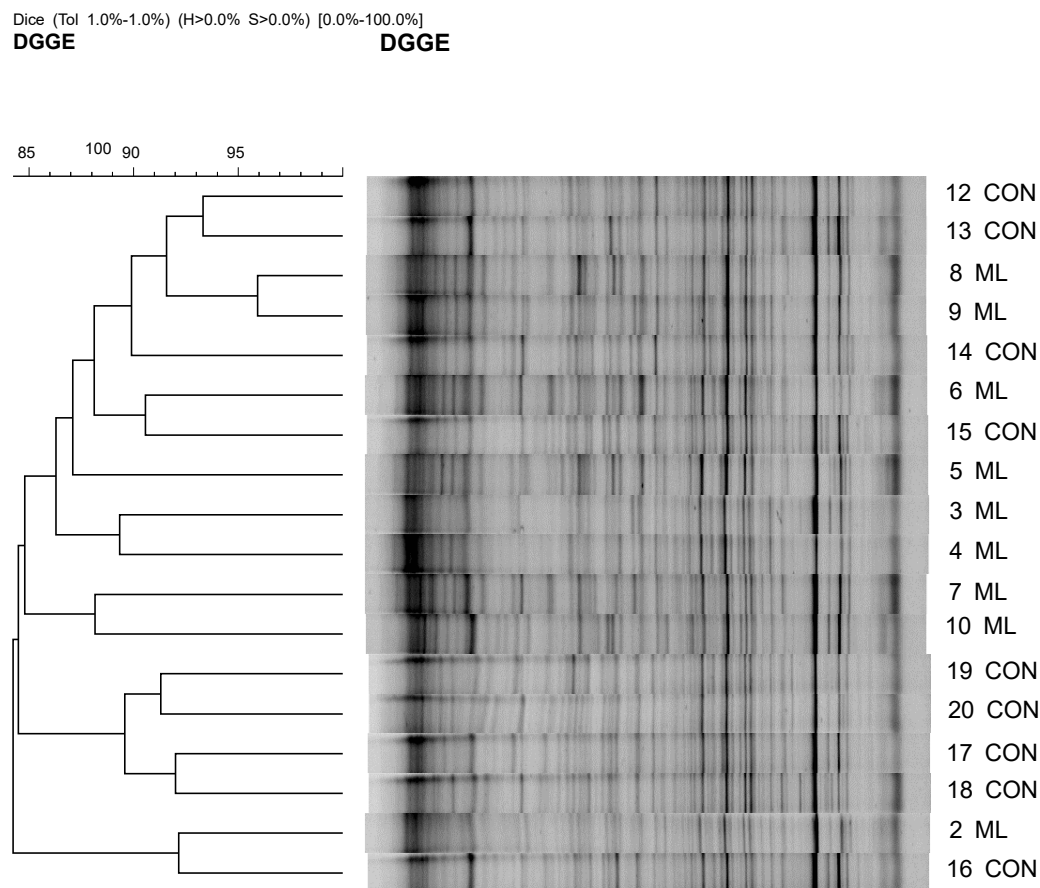 Dice (Tol 1.0%-1.0%) (H>0.0% S>0.0%) [0.0%-100.0%]
DGGE DGGE
85 100 90 95
12 CON
13 CON
8 ML
9 ML
14 CON
6 ML
15 CON
5 ML
3 ML
4 ML
7 ML
10 ML
19 CON
20 CON
17 CON
18 CON
2 ML
16 CON